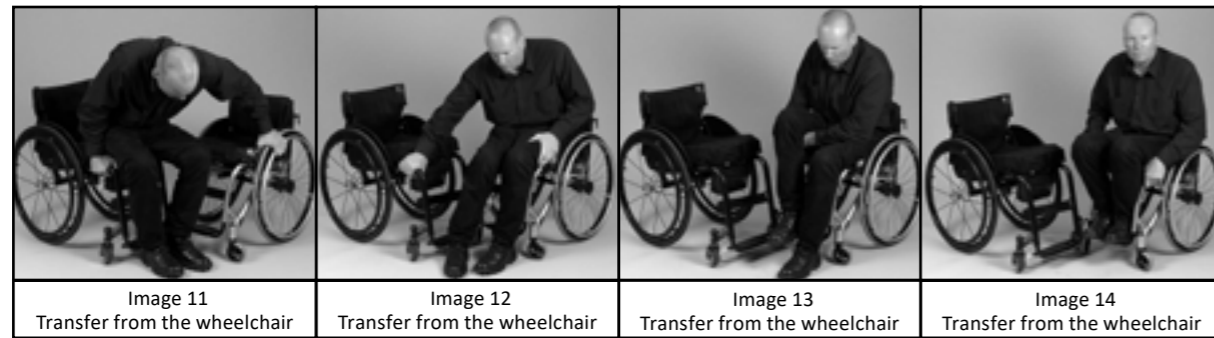 Image 11
Transfer from the wheelchair
Image 12
Transfer from the wheelchair
Image 13
Transfer from the wheelchair
Image 14
Transfer from the wheelchair